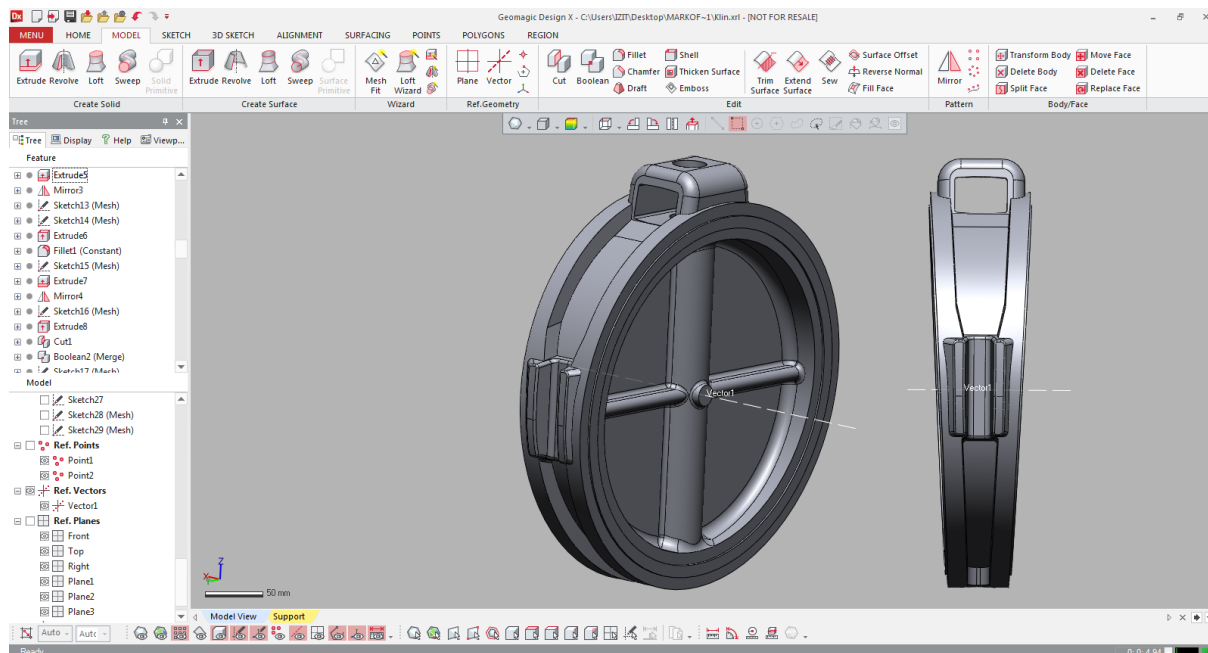 Geomagic Design X - C:\Users\IZIT\Desktop\MARKOF~1\Klin.xrl - [NOT FOR RESALE]
MENU HOME MODEL SKETCH 3D SKETCH ALIGNMENT SURFACING POINTS POLYGONS REGION
Extrude Revolve Loft Sweep Solid Primitive
Create Solid
Extrude Revolve Loft Sweep Surface Primitive
Create Surface
Mesh Fit Loft Wizard
Wizard
Plane Vector
Ref.Geometry
Cut Boolean
Fillet Shell
Chamfer Thicken Surface
Draft Emboss
Trim Surface Extend Surface Sew
Surface Offset
Reverse Normal
Fill Face
Edit
Mirror
Pattern
Transform Body Move Face
Delete Body Delete Face
Split Face Replace Face
Body/Face
Tree
Tree Display Help Viewp...
Feature
Extrude5
Mirror3
Sketch13 (Mesh)
Sketch14 (Mesh)
Extrude6
Fillet1 (Constant)
Sketch15 (Mesh)
Extrude7
Mirror4
Sketch16 (Mesh)
Extrude8
Cut1
Boolean2 (Merge)
Sketch17 (Mesh)
Model
Sketch27
Sketch28 (Mesh)
Sketch29 (Mesh)
Ref. Points
Point1
Point2
Ref. Vectors
Vector1
Ref. Planes
Front
Top
Right
Plane1
Plane2
Plane3
Vector1
Vector1
Z
X
50 mm
Model View Support
Auto Autc
Ready
0: 0: 4.94